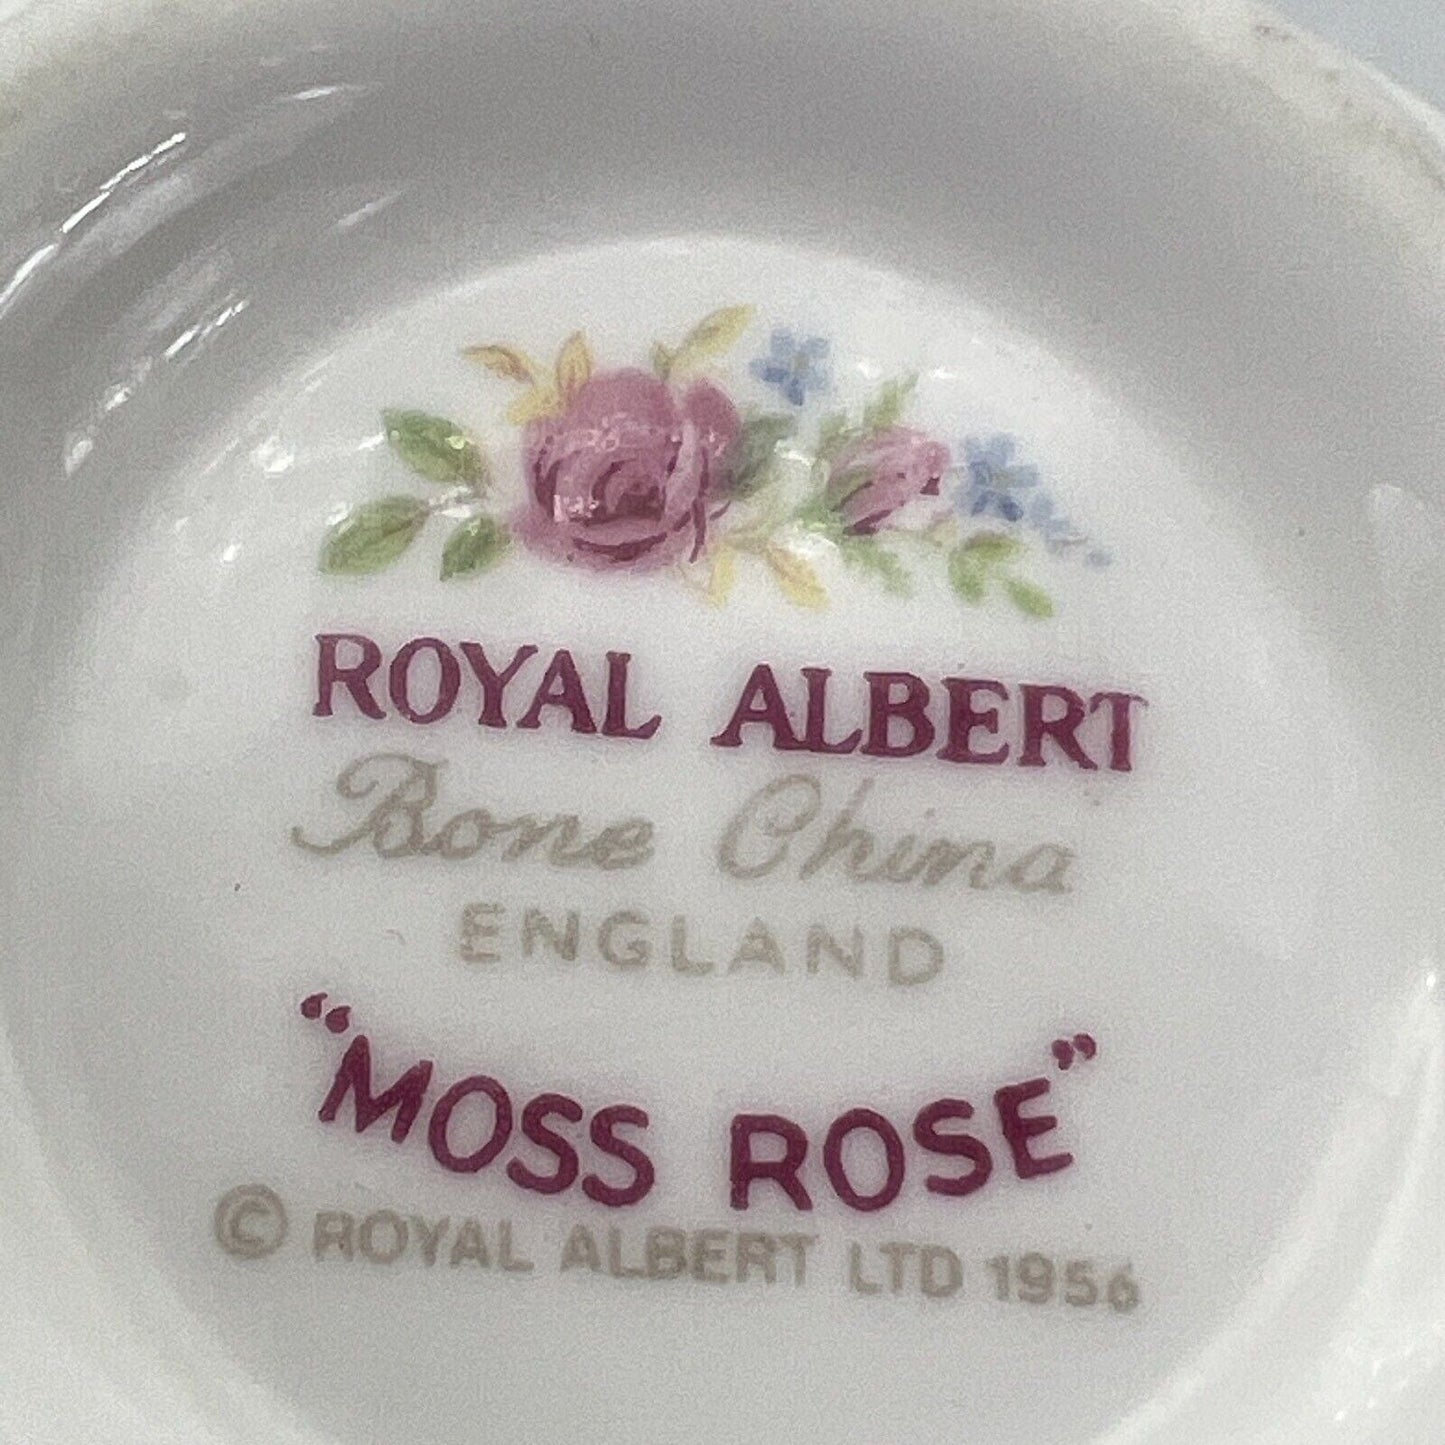 ROYAL ALBERT
Bone China
ENGLAND
"MOSS ROSE"
© ROYAL ALBERT LTD 1956